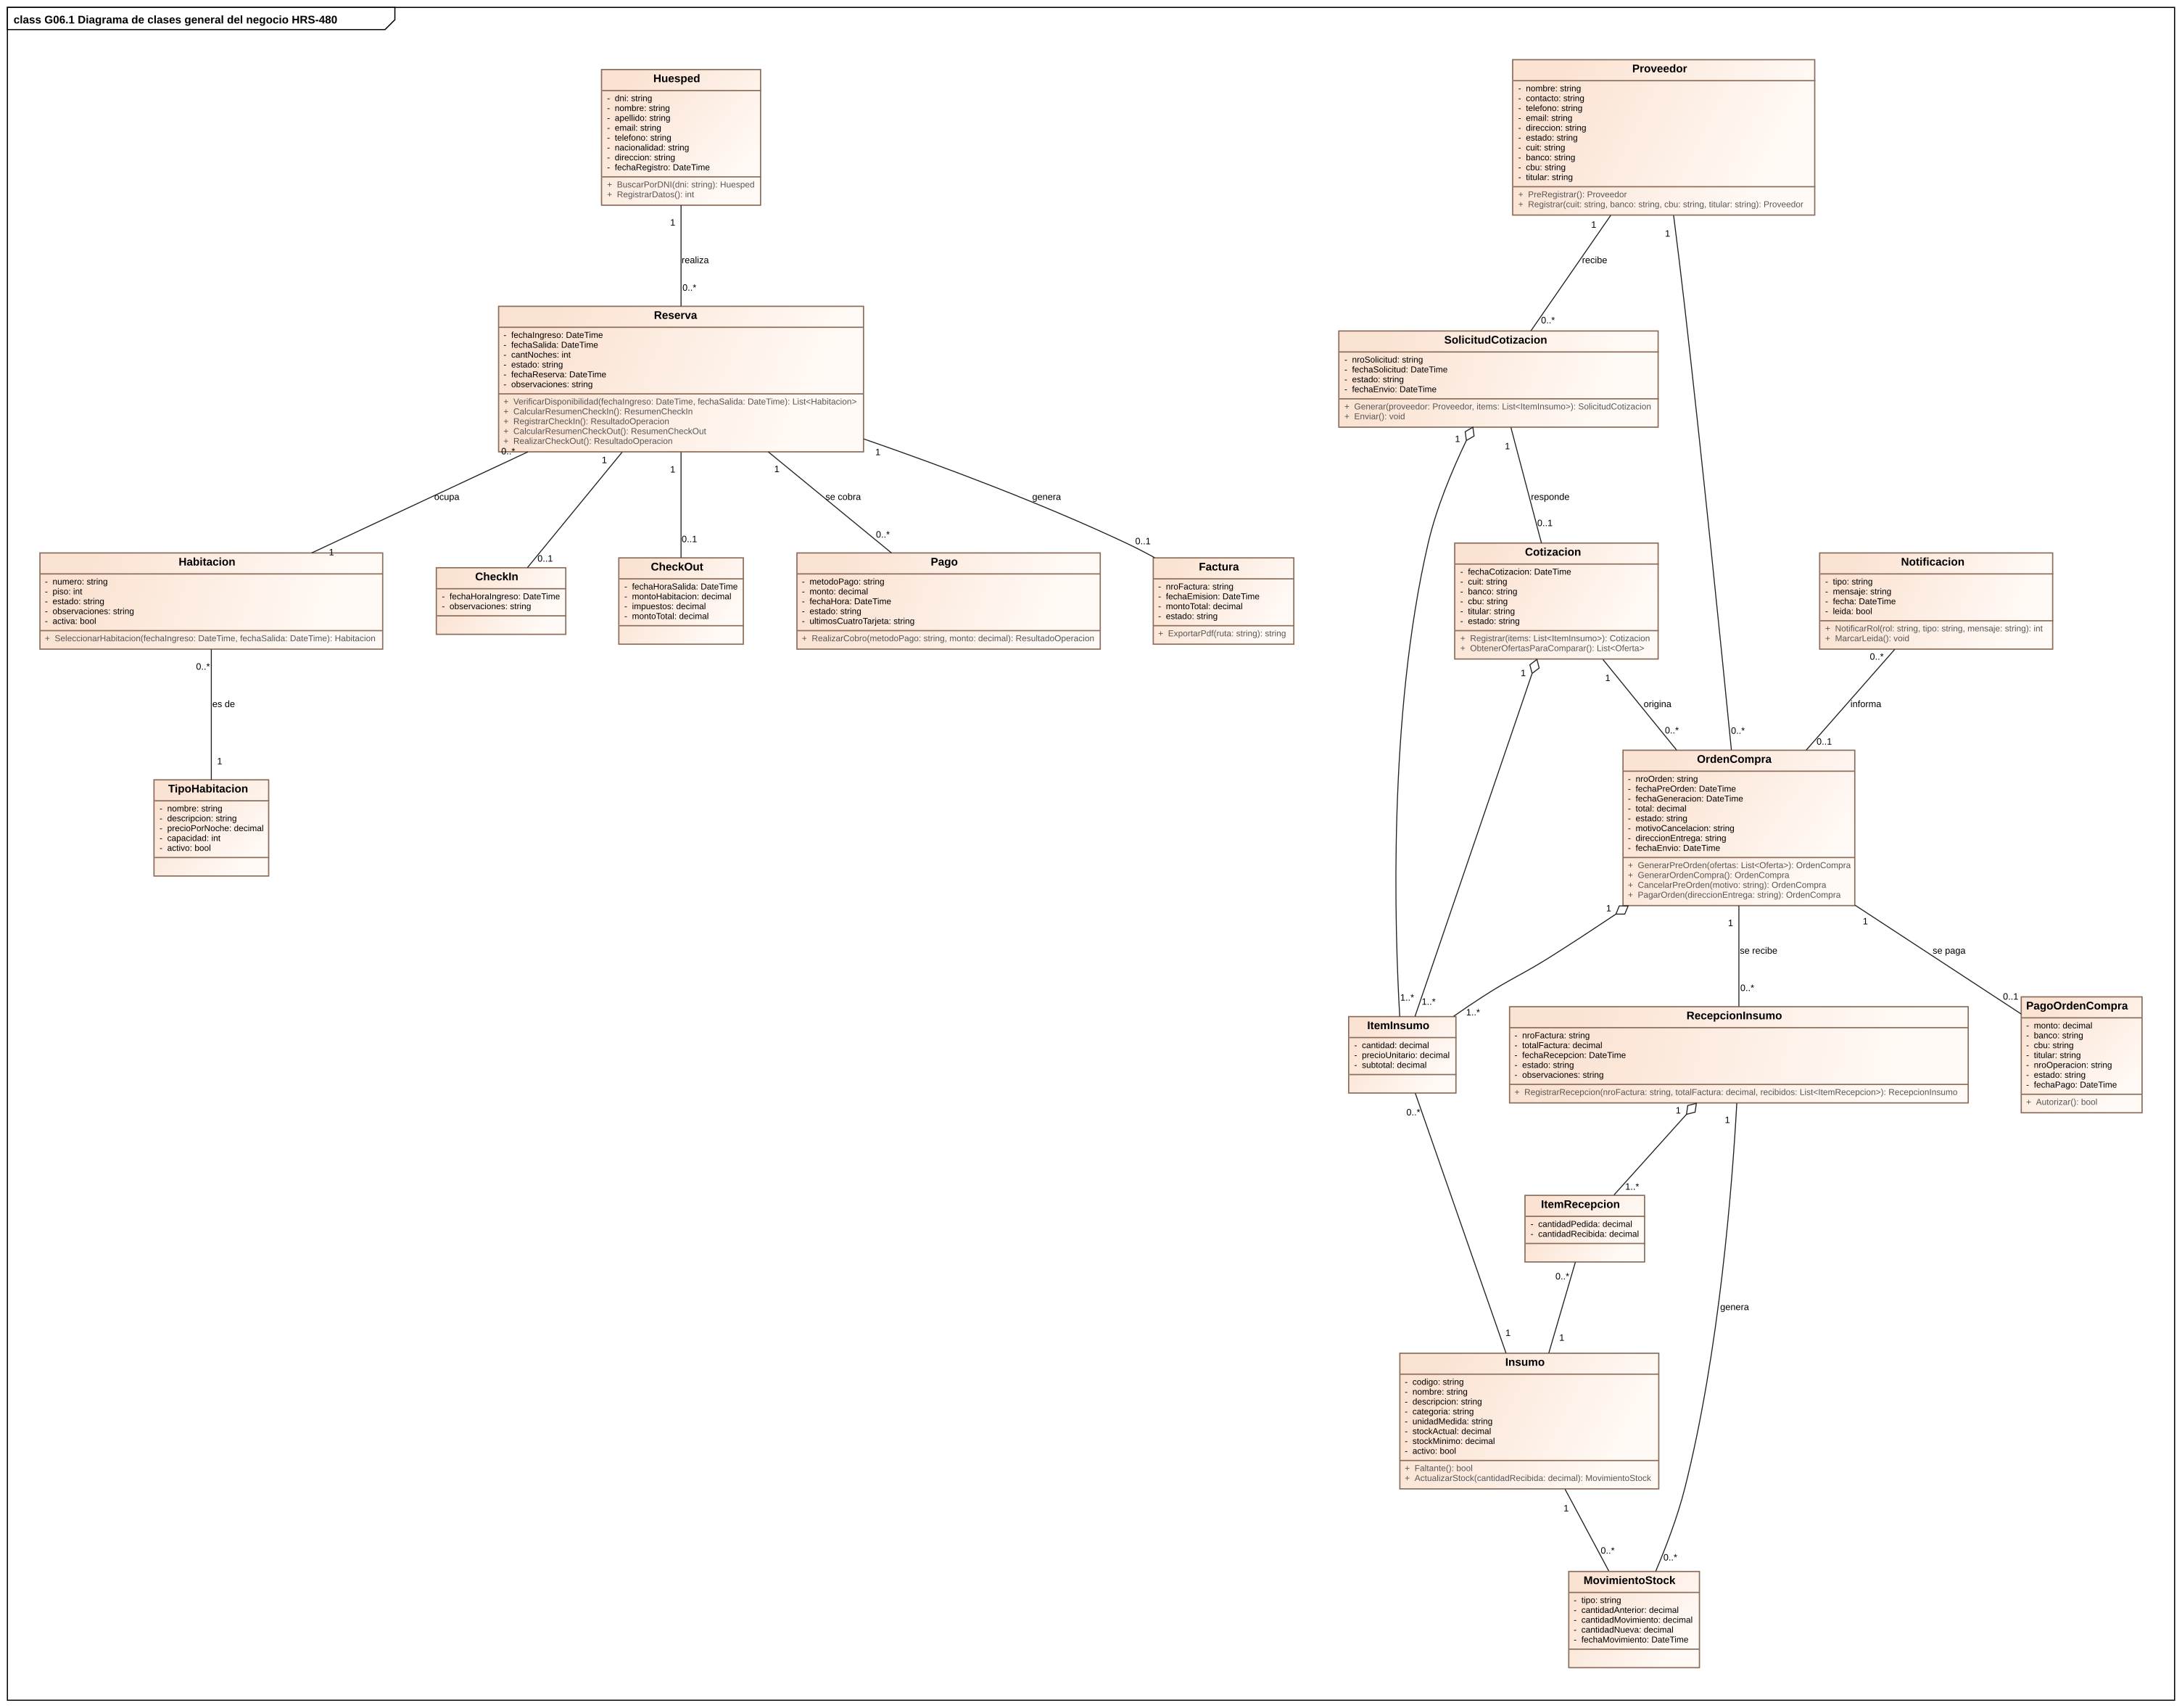 class G06.1 Diagrama de clases general del negocio HRS-480
Huesped
- dni: string
- nombre: string
- apellido: string
- email: string
- telefono: string
- nacionalidad: string
- direccion: string
- fechaRegistro: DateTime
+ BuscarPorDNI(dni: string): Huesped
+ RegistrarDatos(): int
1
realiza
0..*
Reserva
- fechaIngreso: DateTime
- fechaSalida: DateTime
- cantNoches: int
- estado: string
- fechaReserva: DateTime
- observaciones: string
+ VerificarDisponibilidad(fechaIngreso: DateTime, fechaSalida: DateTime): List<Habitacion>
+ CalcularResumenCheckIn(): ResumenCheckIn
+ RegistrarCheckIn(): ResultadoOperacion
+ CalcularResumenCheckOut(): ResumenCheckOut
+ RealizarCheckOut(): ResultadoOperacion
0..*
ocupa
1
1
0..1
1
0..1
1
se cobra
0..*
1
genera
0..1
Habitacion
- numero: string
- piso: int
- estado: string
- observaciones: string
- activa: bool
+ SeleccionarHabitacion(fechaIngreso: DateTime, fechaSalida: DateTime): Habitacion
0..*
es de
1
TipoHabitacion
- nombre: string
- descripcion: string
- precioPorNoche: decimal
- capacidad: int
- activo: bool
CheckIn
- fechaHoraIngreso: DateTime
- observaciones: string
CheckOut
- fechaHoraSalida: DateTime
- montoHabitacion: decimal
- impuestos: decimal
- montoTotal: decimal
Pago
- metodoPago: string
- monto: decimal
- fechaHora: DateTime
- estado: string
- ultimosCuatroTarjeta: string
+ RealizarCobro(metodoPago: string, monto: decimal): ResultadoOperacion
Factura
- nroFactura: string
- fechaEmision: DateTime
- montoTotal: decimal
- estado: string
+ ExportarPdf(ruta: string): string
Proveedor
- nombre: string
- contacto: string
- telefono: string
- email: string
- direccion: string
- estado: string
- cuit: string
- banco: string
- cbu: string
- titular: string
+ PreRegistrar(): Proveedor
+ Registrar(cuit: string, banco: string, cbu: string, titular: string): Proveedor
1
recibe
0..*
1
0..*
SolicitudCotizacion
- nroSolicitud: string
- fechaSolicitud: DateTime
- estado: string
- fechaEnvio: DateTime
+ Generar(proveedor: Proveedor, items: List<ItemInsumo>): SolicitudCotizacion
+ Enviar(): void
1
1..*
1
responde
0..1
Cotizacion
- fechaCotizacion: DateTime
- cuit: string
- banco: string
- cbu: string
- titular: string
- estado: string
+ Registrar(items: List<ItemInsumo>): Cotizacion
+ ObtenerOfertasParaComparar(): List<Oferta>
1
1..*
1
origina
0..*
Notificacion
- tipo: string
- mensaje: string
- fecha: DateTime
- leida: bool
+ NotificarRol(rol: string, tipo: string, mensaje: string): int
+ MarcarLeida(): void
0..*
informa
0..1
OrdenCompra
- nroOrden: string
- fechaPreOrden: DateTime
- fechaGeneracion: DateTime
- total: decimal
- estado: string
- motivoCancelacion: string
- direccionEntrega: string
- fechaEnvio: DateTime
+ GenerarPreOrden(ofertas: List<Oferta>): OrdenCompra
+ GenerarOrdenCompra(): OrdenCompra
+ CancelarPreOrden(motivo: string): OrdenCompra
+ PagarOrden(direccionEntrega: string): OrdenCompra
1
1..*
1
se recibe
0..*
1
se paga
0..1
ItemInsumo
- cantidad: decimal
- precioUnitario: decimal
- subtotal: decimal
0..*
1
RecepcionInsumo
- nroFactura: string
- totalFactura: decimal
- fechaRecepcion: DateTime
- estado: string
- observaciones: string
+ RegistrarRecepcion(nroFactura: string, totalFactura: decimal, recibidos: List<ItemRecepcion>): RecepcionInsumo
1
1..*
1
genera
0..*
PagoOrdenCompra
- monto: decimal
- banco: string
- cbu: string
- titular: string
- nroOperacion: string
- estado: string
- fechaPago: DateTime
+ Autorizar(): bool
ItemRecepcion
- cantidadPedida: decimal
- cantidadRecibida: decimal
0..*
1
Insumo
- codigo: string
- nombre: string
- descripcion: string
- categoria: string
- unidadMedida: string
- stockActual: decimal
- stockMinimo: decimal
- activo: bool
+ Faltante(): bool
+ ActualizarStock(cantidadRecibida: decimal): MovimientoStock
1
0..*
MovimientoStock
- tipo: string
- cantidadAnterior: decimal
- cantidadMovimiento: decimal
- cantidadNueva: decimal
- fechaMovimiento: DateTime